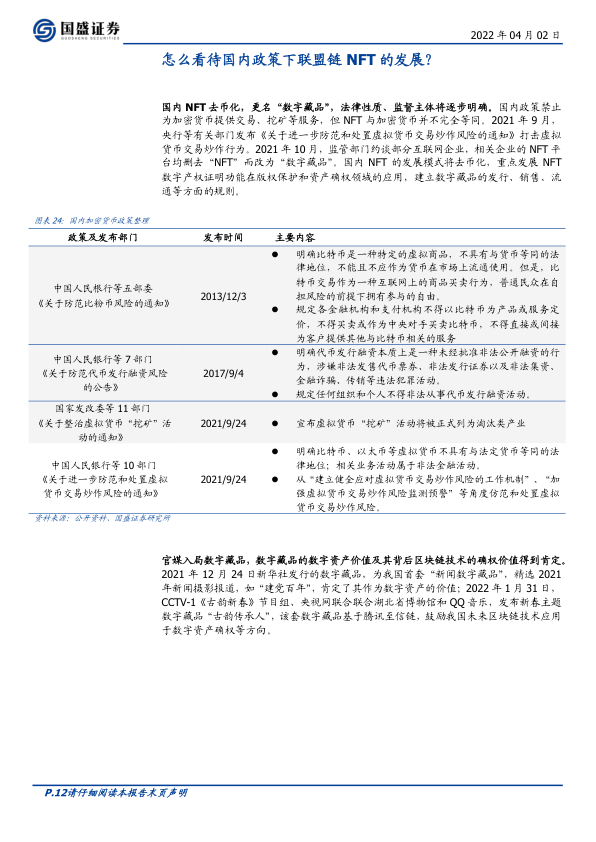 国盛证券
GUOSHENG SECURITIES
2022 年 04 月 02 日
怎么看待国内政策下联盟链 NFT 的发展？
国内 NFT 去币化，更名“数字藏品”，法律性质、监督主体将逐步明确。国内政策禁止
为加密货币提供交易、挖矿等服务，但 NFT 与加密货币并不完全等同。2021 年 9 月，
央行等有关部门发布《关于进一步防范和处置虚拟货币交易炒作风险的通知》打击虚拟
货币交易炒作行为。2021 年 10 月，监管部门约谈部分互联网企业，相关企业的 NFT 平
台均删去“NFT”而改为“数字藏品”。国内 NFT 的发展模式将去币化，重点发展 NFT
数字产权证明功能在版权保护和资产确权领域的应用，建立数字藏品的发行、销售、流
通等方面的规则。
图表 24：国内加密货币政策整理
政策及发布部门 发布时间 主要内容
中国人民银行等五部委
《关于防范比粉币风险的通知》
2013/12/3
● 明确比特币是一种特定的虚拟商品，不具有与货币等同的法
律地位，不能且不应作为货币在市场上流通使用。但是，比
特币交易作为一种互联网上的商品买卖行为，普通民众在自
担风险的前提下拥有参与的自由。
● 规定各金融机构和支付机构不得以比特币为产品或服务定
价，不得买卖或作为中央对手买卖比特币，不得直接或间接
为客户提供其他与比特币相关的服务
中国人民银行等 7 部门
《关于防范代币发行融资风险
的公告》
2017/9/4
● 明确代币发行融资本质上是一种未经批准非法公开融资的行
为，涉嫌非法发售代币票券、非法发行证券以及非法集资、
金融诈骗、传销等违法犯罪活动。
● 规定任何组织和个人不得非法从事代币发行融资活动。
国家发改委等 11 部门
《关于整治虚拟货币“挖矿”活
动的通知》
2021/9/24
● 宣布虚拟货币“挖矿”活动将被正式列为淘汰类产业
中国人民银行等 10 部门
《关于进一步防范和处置虚拟
货币交易炒作风险的通知》
2021/9/24
● 明确比特币、以太币等虚拟货币不具有与法定货币等同的法
律地位；相关业务活动属于非法金融活动。
● 从“建立健全应对虚拟货币交易炒作风险的工作机制”、“加
强虚拟货币交易炒作风险监测预警”等角度仿范和处置虚拟
货币交易炒作风险。
资料来源：公开资料、国盛证券研究所
官媒入局数字藏品，数字藏品的数字资产价值及其背后区块链技术的确权价值得到肯定。
2021 年 12 月 24 日新华社发行的数字藏品，为我国首套“新闻数字藏品”，精选 2021
年新闻摄影报道，如“建党百年”，肯定了其作为数字资产的价值；2022 年 1 月 31 日，
CCTV-1《古韵新春》节目组、央视网联合联合湖北省博物馆和 QQ 音乐，发布新春主题
数字藏品“古韵传承人”，该套数字藏品基于腾讯至信链，鼓励我国未来区块链技术应用
于数字资产确权等方向。
P.12请仔细阅读本报告末页声明